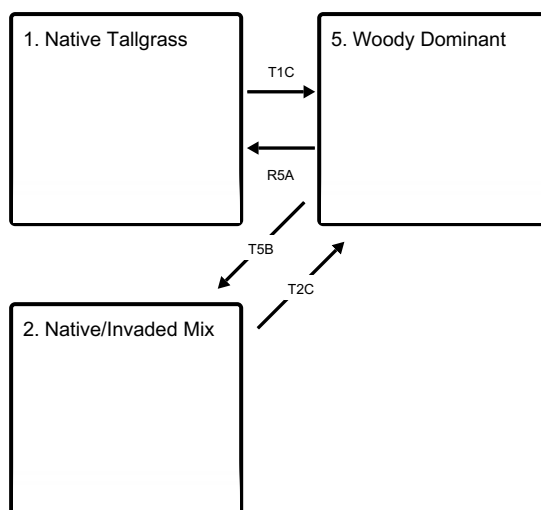 1. Native Tallgrass
5. Woody Dominant
T1C
R5A
T5B
T2C
2. Native/Invaded Mix